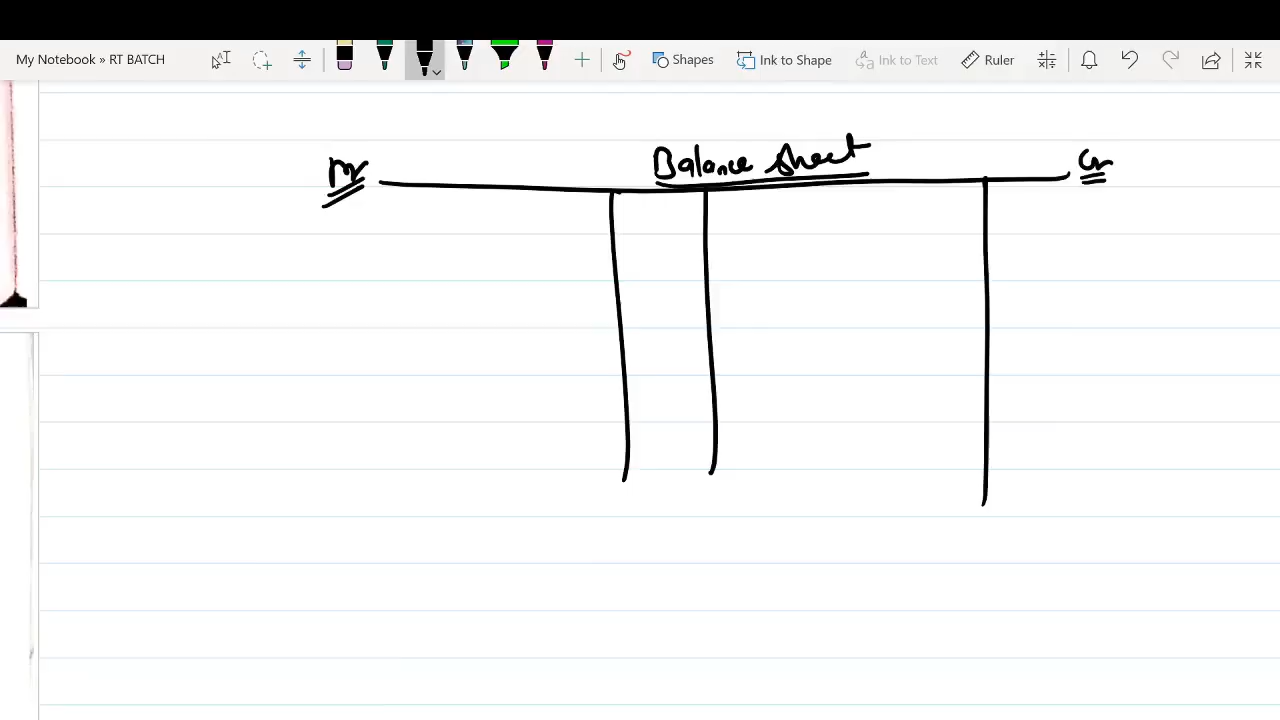 My Notebook » RT BATCH Shapes Ink to Shape Ink to Text Ruler
Dr Balance Sheet Cr